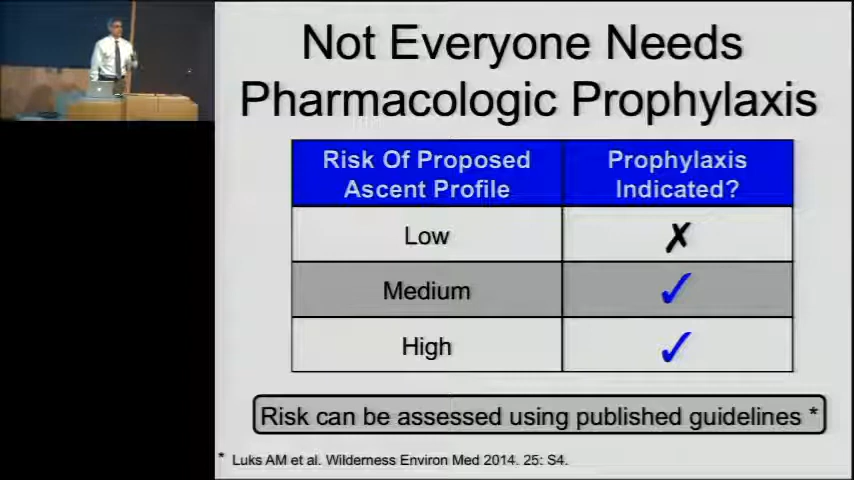 Not Everyone Needs
Pharmacologic Prophylaxis
Risk Of Proposed
Ascent Profile
Prophylaxis
Indicated?
Low
✗
Medium
✓
High
✓
Risk can be assessed using published guidelines *
* Luks AM et al. Wilderness Environ Med 2014. 25: S4.